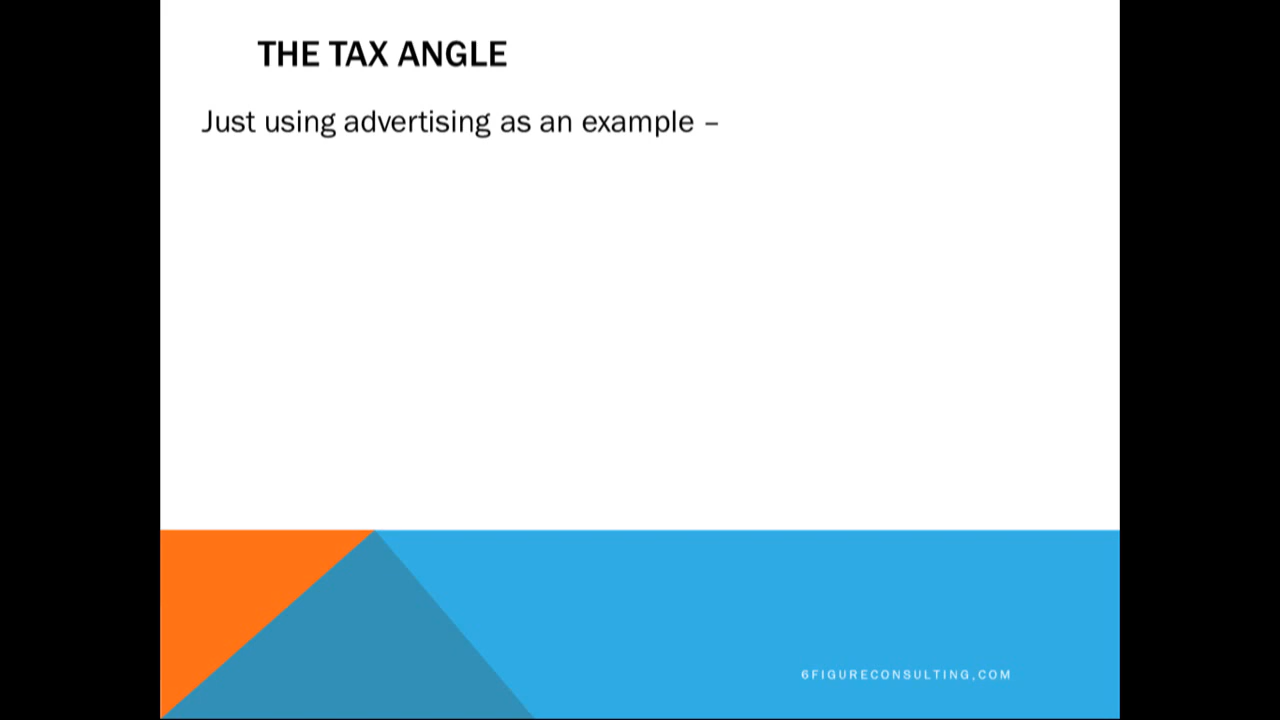 THE TAX ANGLE
Just using advertising as an example –
6FIGURECONSULTING,COM